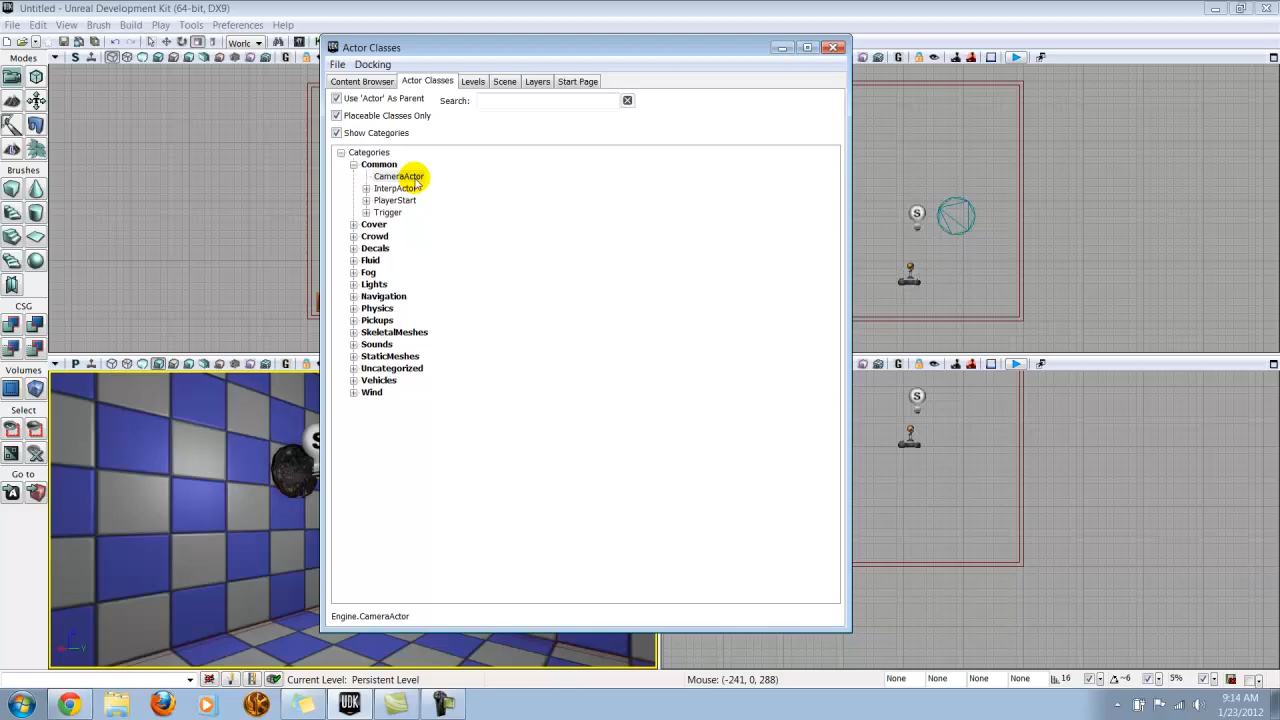 Untitled - Unreal Development Kit (64-bit, DX9)
File Edit View Brush Build Play Tools Preferences Help
Modes
Brushes
CSG
Volumes
Select
Go to
Actor Classes
File Docking
Content Browser Actor Classes Levels Scene Layers Start Page
Use 'Actor' As Parent Search:
Placeable Classes Only
Show Categories
Categories
Common
CameraActor
InterpActor
PlayerStart
Trigger
Cover
Crowd
Decals
Fluid
Fog
Lights
Navigation
Physics
Pickups
SkeletalMeshes
Sounds
StaticMeshes
Uncategorized
Vehicles
Wind
Engine.CameraActor
Current Level: Persistent Level Mouse: (-241, 0, 288) None None None None 16 ~6 5%
UDK
9:14 AM
1/23/2012